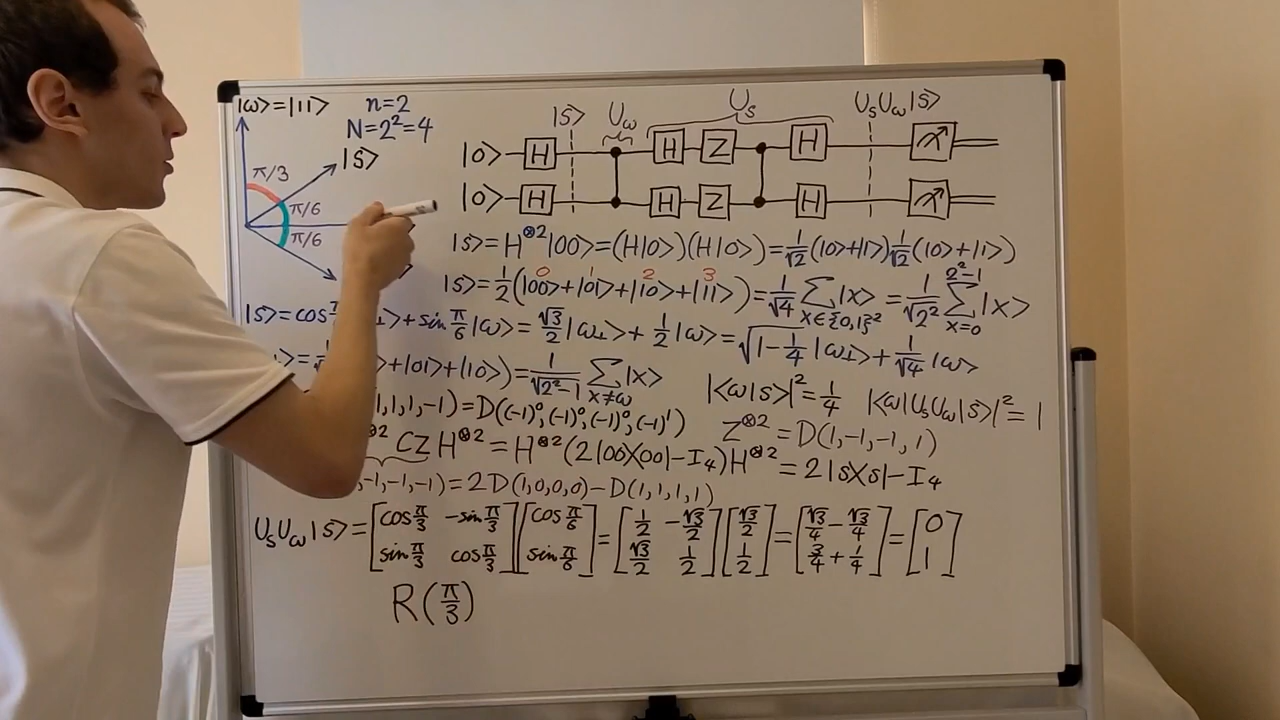 |ω⟩=|11⟩
n=2
N=2²=4
|s⟩
π/3
π/6
π/6
|s⟩ U_ω U_s U_sU_ω|s⟩
|0⟩ H H Z H
|0⟩ H H Z H
|s⟩=H^⊗2|00⟩=(H|0⟩)(H|0⟩)=1/√2(|0⟩+|1⟩)1/√2(|0⟩+|1⟩)
0 1 2 3
|s⟩=1/2(|00⟩+|01⟩+|10⟩+|11⟩)=1/√4 ∑_{x∈{0,1}²}|x⟩=1/√2² ∑_{x=0}^{2²-1}|x⟩
|s⟩=cos ⟩+sin π/6|ω⟩=√3/2|ω⊥⟩+1/2|ω⟩=√(1-1/4)|ω⊥⟩+1/√4|ω⟩
⟩= +|01⟩+|10⟩)=1/√(2²-1) ∑_{x≠ω}|x⟩
|⟨ω|s⟩|²=1/4 |⟨ω|U_sU_ω|s⟩|²=1
1,1,-1)=D((-1)⁰,(-1)⁰,(-1)⁰,(-1)¹)
Z^⊗2=D(1,-1,-1,1)
⊗2 CZ H^⊗2=H^⊗2(2|00⟩⟨00|-I₄)H^⊗2=2|s⟩⟨s|-I₄
,-1,-1,-1)=2D(1,0,0,0)-D(1,1,1,1)
U_sU_ω|s⟩=[cos π/3 -sin π/3; sin π/3 cos π/3][cos π/6; sin π/6]=[1/2 -√3/2; √3/2 1/2][√3/2; 1/2]=[√3/4-√3/4; 3/4+1/4]=[0; 1]
R(π/3)